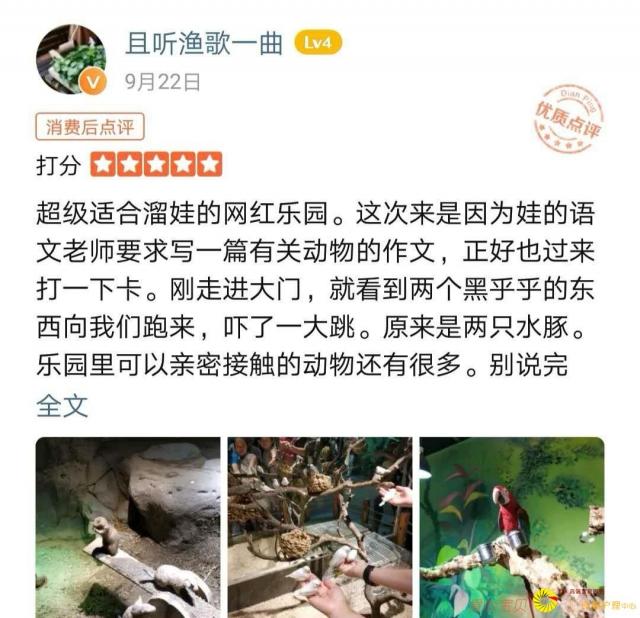 且听渔歌一曲 Lv4
V
9月22日
Dian Ping
优质点评
消费后点评
打分
超级适合溜娃的网红乐园。这次来是因为娃的语
文老师要求写一篇有关动物的作文，正好也过来
打一下卡。刚走进大门，就看到两个黑乎乎的东
西向我们跑来，吓了一大跳。原来是两只水豚。
乐园里可以亲密接触的动物还有很多。别说完
全文
护理中心